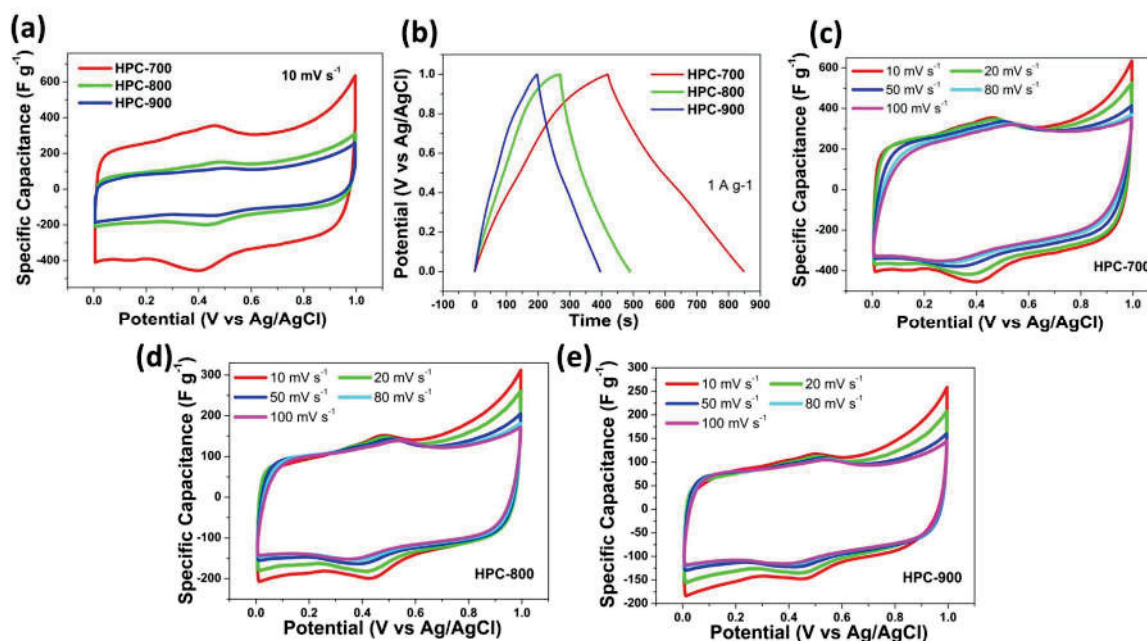 (a)
Specific Capacitance (F g⁻¹)
600
400
200
0
-200
-400
HPC-700
HPC-800
HPC-900
10 mV s⁻¹
0.0 0.2 0.4 0.6 0.8 1.0
Potential (V vs Ag/AgCl)
(b)
Potential (V vs Ag/AgCl)
1.0
0.8
0.6
0.4
0.2
0.0
HPC-700
HPC-800
HPC-900
1 A g-1
-100 0 100 200 300 400 500 600 700 800 900
Time (s)
(c)
Specific Capacitance (F g⁻¹)
600
400
200
0
-200
-400
10 mV s⁻¹ 20 mV s⁻¹
50 mV s⁻¹ 80 mV s⁻¹
100 mV s⁻¹
HPC-700
0.0 0.2 0.4 0.6 0.8 1.0
Potential (V vs Ag/AgCl)
(d)
Specific Capacitance (F g⁻¹)
300
200
100
0
-100
-200
10 mV s⁻¹ 20 mV s⁻¹
50 mV s⁻¹ 80 mV s⁻¹
100 mV s⁻¹
HPC-800
0.0 0.2 0.4 0.6 0.8 1.0
Potential (V vs Ag/AgCl)
(e)
Specific Capacitance (F g⁻¹)
300
250
200
150
100
50
0
-50
-100
-150
-200
10 mV s⁻¹ 20 mV s⁻¹
50 mV s⁻¹ 80 mV s⁻¹
100 mV s⁻¹
HPC-900
0.0 0.2 0.4 0.6 0.8 1.0
Potential (V vs Ag/AgCl)